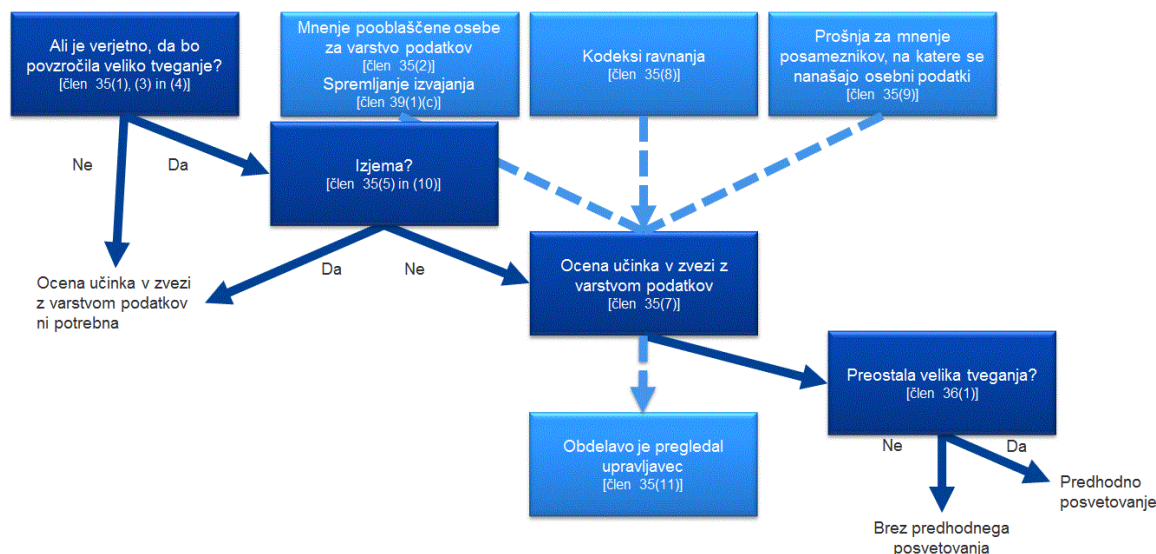 Ali je verjetno, da bo
povzročila veliko tveganje?
[člen 35(1), (3) in (4)]
Mnenje pooblaščene osebe
za varstvo podatkov
[člen 35(2)]
Spremljanje izvajanja
[člen 39(1)(c)]
Kodeksi ravnanja
[člen 35(8)]
Prošnja za mnenje
posameznikov, na katere se
nanašajo osebni podatki
[člen 35(9)]
Ne
Da
Izjema?
[člen 35(5) in (10)]
Da
Ne
Ocena učinka v zvezi
z varstvom podatkov
ni potrebna
Ocena učinka v zvezi z
varstvom podatkov
[člen 35(7)]
Preostala velika tveganja?
[člen 36(1)]
Obdelavo je pregledal
upravljavec
[člen 35(11)]
Ne
Da
Predhodno
posvetovanje
Brez predhodnega
posvetovanja